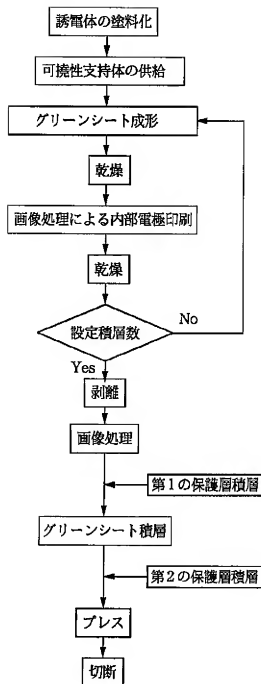 誘電体の塗料化
可撓性支持体の供給
グリーンシート成形
乾燥
画像処理による内部電極印刷
乾燥
設定積層数
No
Yes
剥離
画像処理
第1の保護層積層
グリーンシート積層
第2の保護層積層
プレス
切断